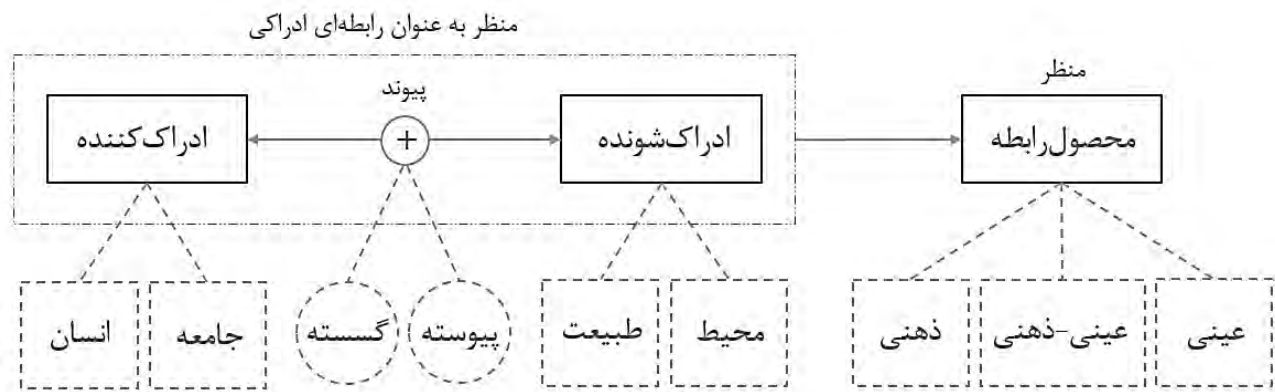 منظر به عنوان رابطه‌ای ادراکی
منظر
پیوند
محصول‌رابطه
ادراک‌شونده
+
ادراک‌کننده
عینی
عینی-ذهنی
ذهنی
محیط
طبیعت
پیوسته
گسسته
جامعه
انسان